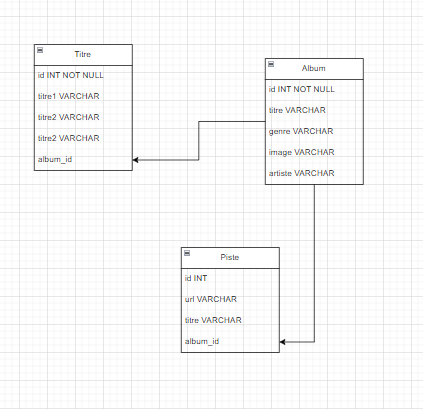 Titre
id INT NOT NULL
titre1 VARCHAR
titre2 VARCHAR
titre2 VARCHAR
album_id
Album
id INT NOT NULL
titre VARCHAR
genre VARCHAR
image VARCHAR
artiste VARCHAR
Piste
id INT
url VARCHAR
titre VARCHAR
album_id